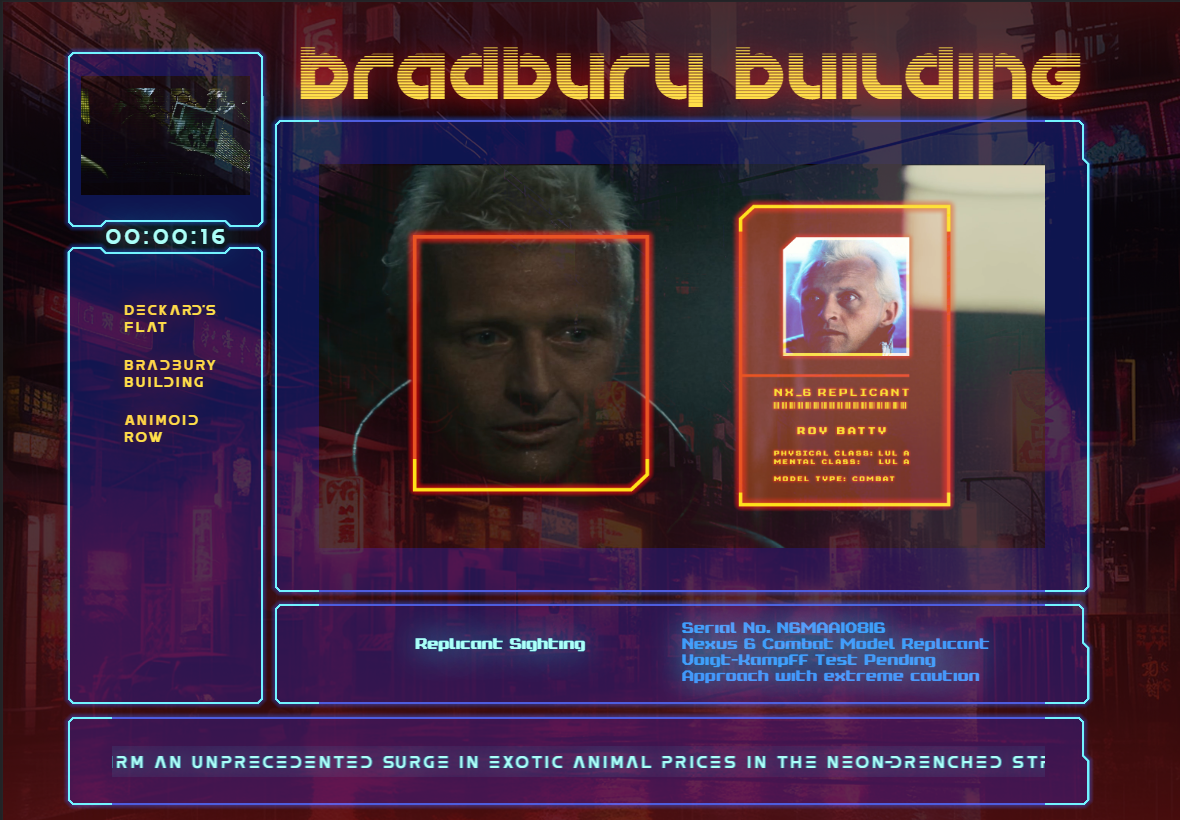 bradbury building
00:00:16
DECKARD'S
FLAT
BRADBURY
BUILDING
ANIMOID
ROW
NX_6 REPLICANT
ROY BATTY
PHYSICAL CLASS: LVL A
MENTAL CLASS: LVL A
MODEL TYPE: COMBAT
Replicant Sighting
Serial No. N6MAA10816
Nexus 6 Combat Model Replicant
Voigt-Kampff Test Pending
Approach with extreme caution
RM AN UNPRECEDENTED SURGE IN EXOTIC ANIMAL PRICES IN THE NEON-DRENCHED STR